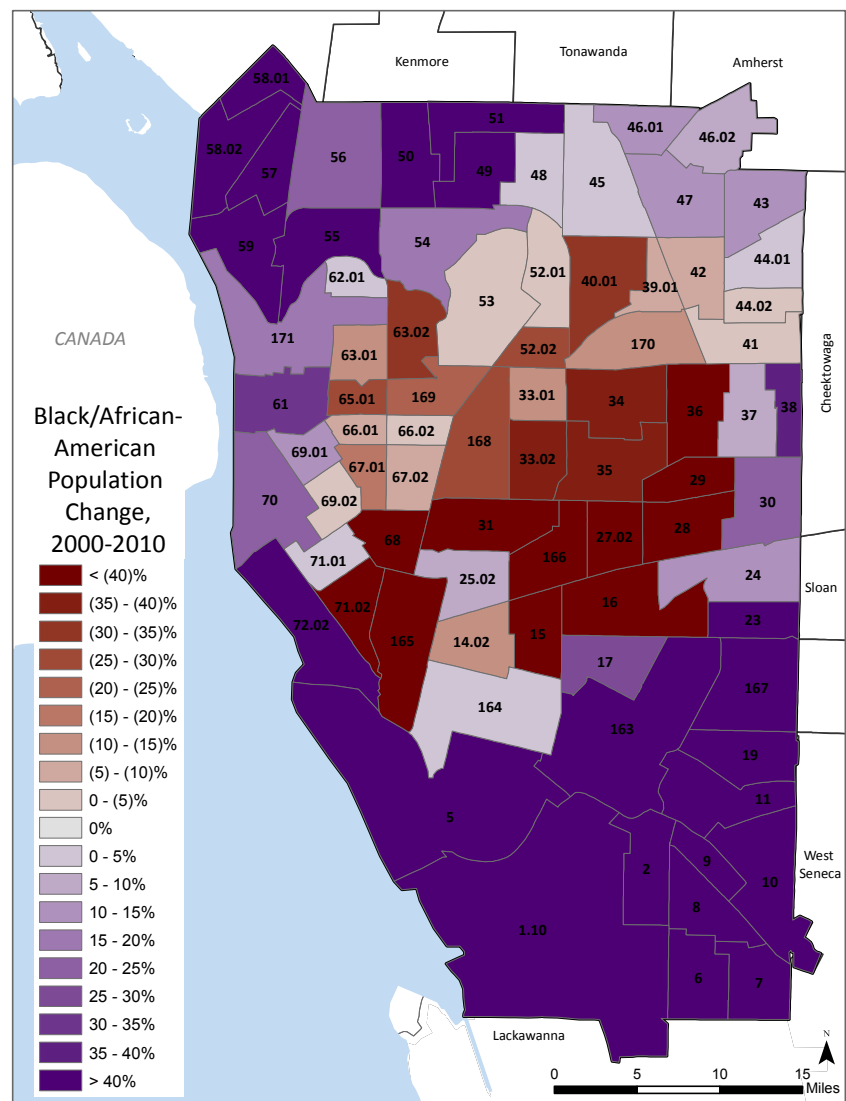 Kenmore
Tonawanda
Amherst
58.01
58.02
57
56
50
51
49
48
45
46.01
46.02
47
43
59
55
54
62.01
53
52.01
40.01
39.01
42
44.01
44.02
CANADA
171
63.01
63.02
52.02
170
41
Cheektowaga
61
65.01
169
33.01
34
36
37
38
Black/African-
American
Population
Change,
2000-2010
66.01
66.02
168
69.01
67.01
67.02
33.02
35
29
70
69.02
30
31
28
27.02
68
166
71.01
25.02
24
Sloan
72.02
71.02
165
14.02
15
16
23
17
167
164
163
19
11
5
West
Seneca
2
9
10
8
1.10
6
7
Lackawanna
< (40)%
(35) - (40)%
(30) - (35)%
(25) - (30)%
(20) - (25)%
(15) - (20)%
(10) - (15)%
(5) - (10)%
0 - (5)%
0%
0 - 5%
5 - 10%
10 - 15%
15 - 20%
20 - 25%
25 - 30%
30 - 35%
35 - 40%
> 40%
N
0 5 10 15
Miles